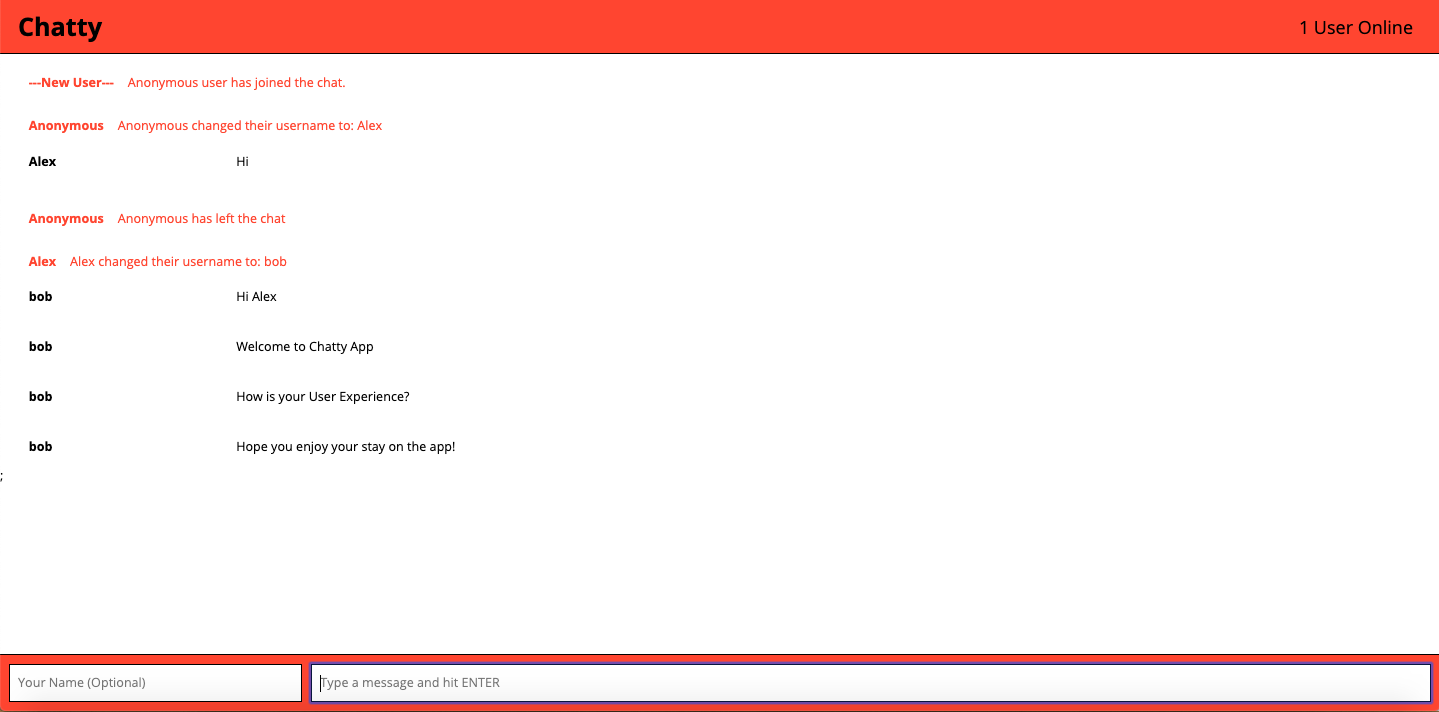 Chatty 1 User Online
---New User--- Anonymous user has joined the chat.
Anonymous Anonymous changed their username to: Alex
Alex Hi
Anonymous Anonymous has left the chat
Alex Alex changed their username to: bob
bob Hi Alex
bob Welcome to Chatty App
bob How is your User Experience?
bob Hope you enjoy your stay on the app!
;
Your Name (Optional) Type a message and hit ENTER